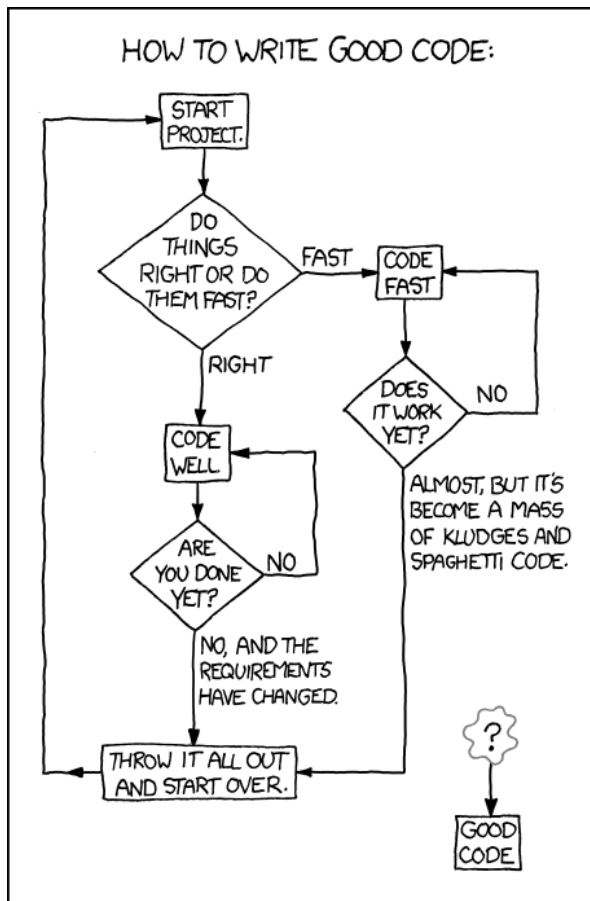 HOW TO WRITE GOOD CODE:
START
PROJECT.
DO
THINGS
RIGHT OR DO
THEM FAST?
FAST
CODE
FAST
RIGHT
DOES
IT WORK
YET?
NO
CODE
WELL
ALMOST, BUT IT'S
BECOME A MASS
OF KLUDGES AND
SPAGHETTI CODE.
ARE
YOU DONE
YET?
NO
NO, AND THE
REQUIREMENTS
HAVE CHANGED.
THROW IT ALL OUT
AND START OVER.
?
GOOD
CODE